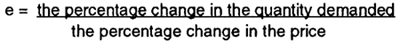 e = the percentage change in the quantity demanded
the percentage change in the price